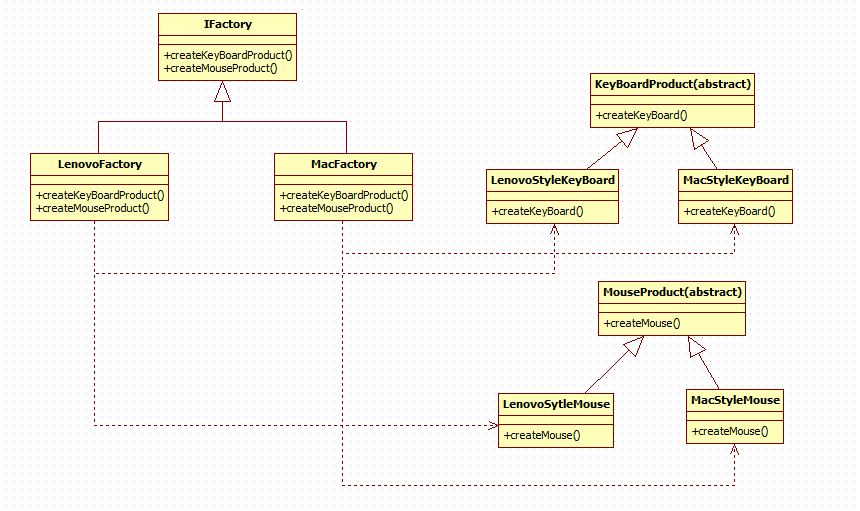 IFactory
+createKeyBoardProduct()
+createMouseProduct()
KeyBoardProduct(abstract)
+createKeyBoard()
LenovoFactory
+createKeyBoardProduct()
+createMouseProduct()
MacFactory
+createKeyBoardProduct()
+createMouseProduct()
LenovoStyleKeyBoard
+createKeyBoard()
MacStyleKeyBoard
+createKeyBoard()
MouseProduct(abstract)
+createMouse()
LenovoSytleMouse
+createMouse()
MacStyleMouse
+createMouse()